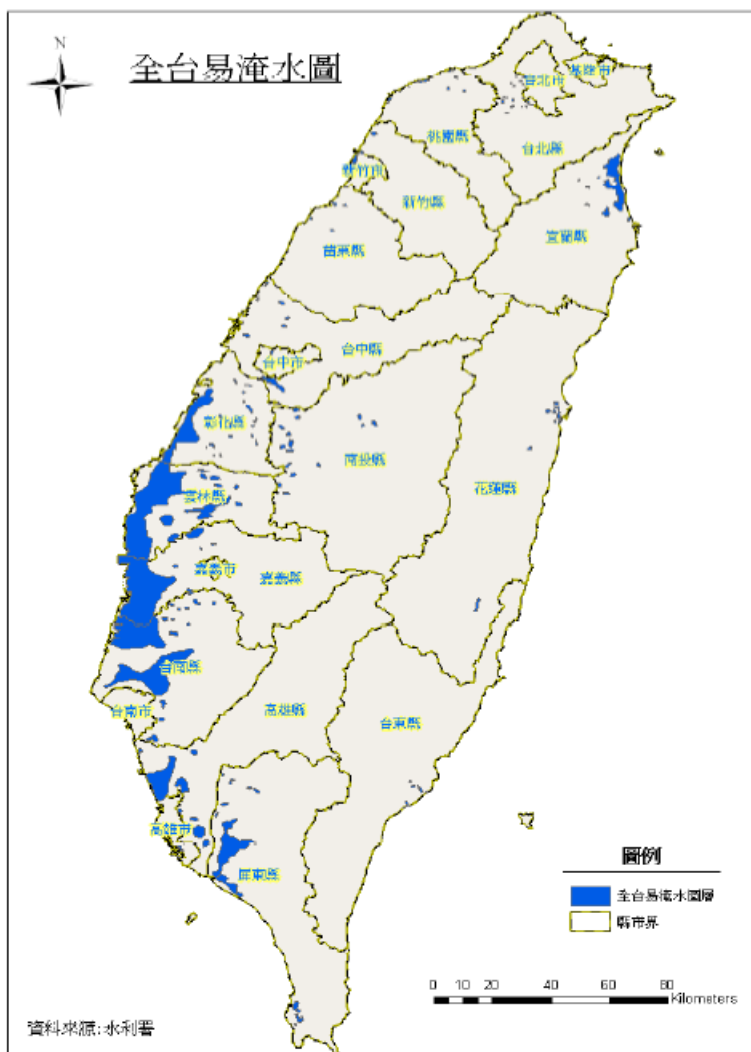 N
全台易淹水圖
基隆市
台北市
桃園縣
台北縣
新竹市
新竹縣
宜蘭縣
苗栗縣
台中縣
台中市
彰化縣
南投縣
花蓮縣
雲林縣
嘉義市
嘉義縣
台南縣
台南市
高雄縣
台東縣
高雄市
屏東縣
圖例
全台易淹水圖層
縣市界
0 10 20 40 60 80
Kilometers
資料來源:水利署